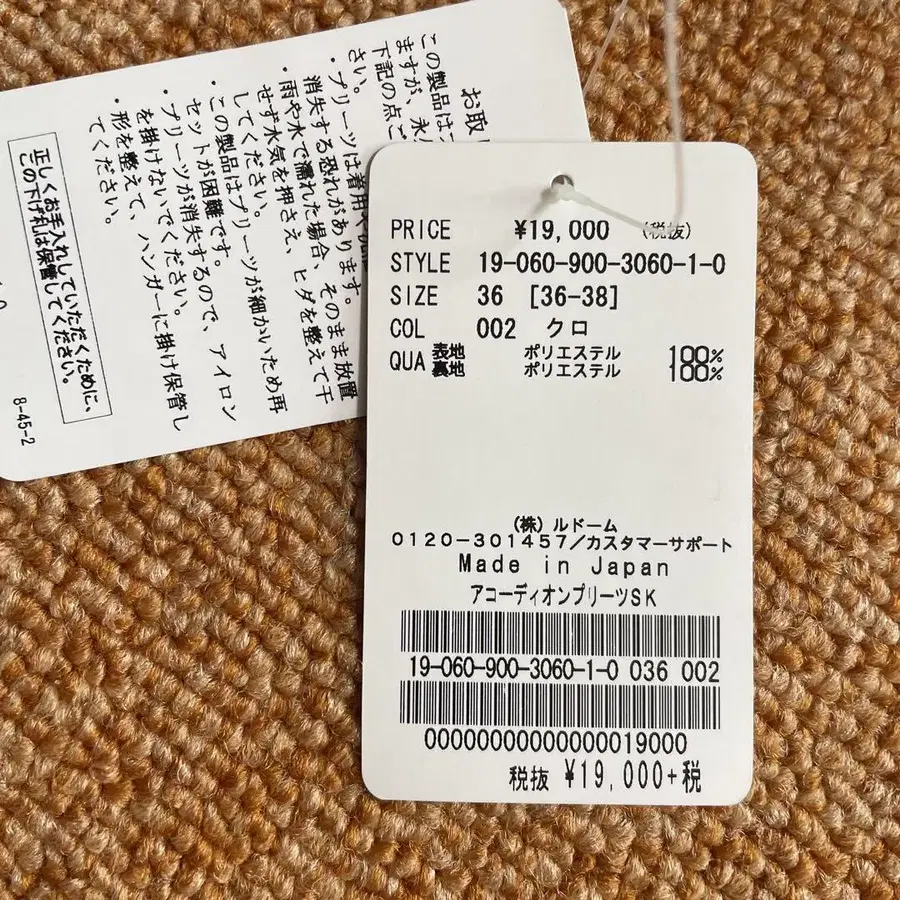 PRICE ¥19,000 (税抜)
STYLE 19-060-900-3060-1-0
SIZE 36 [36-38]
COL 002 クロ
QUA 表地 ポリエステル 100%
裏地 ポリエステル 100%
(株)ルドーム
0120-301457/カスタマーサポート
Made in Japan
アコーディオンプリーツSK
19-060-900-3060-1-0 036 002
00000000000000019000
税抜 ¥19,000+税
お取
この製品は
ますが、永
下記の点ご
さい。
・プリーツは着用や
消失する恐れがあります。
・雨や水で濡れた場合、そのまま放置
せず水気を押さえ、ヒダを整えて干
してください。
・この製品はプリーツが細かいため再
セットが困難です。
・プリーツが消失するので、アイロン
を掛けないでください。
・形を整えて、ハンガーに掛け保管し
てください。
正しくお手入れしていただくために、
この下げ札は保管してください。
8-45-2